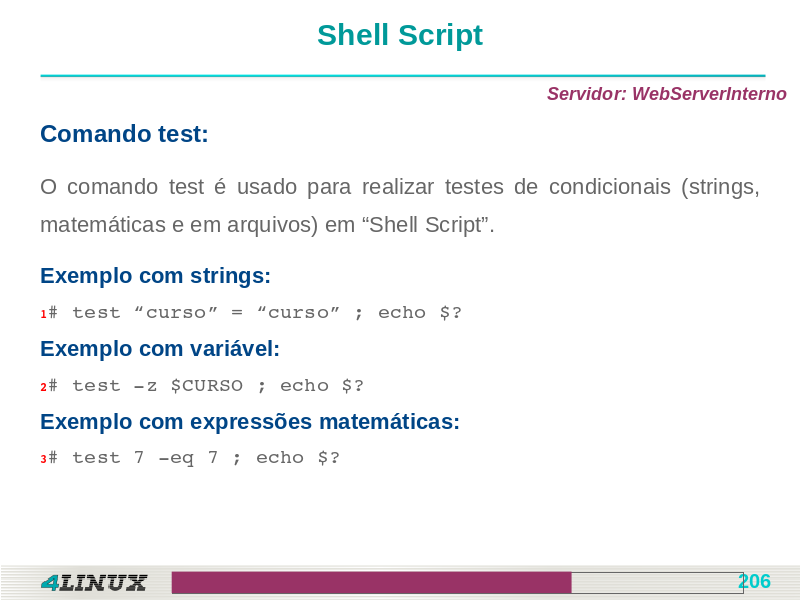 Shell Script
Servidor: WebServerInterno
Comando test:
O comando test é usado para realizar testes de condicionais (strings,
matemáticas e em arquivos) em “Shell Script”.
Exemplo com strings:
1# test “curso” = “curso” ; echo $?
Exemplo com variável:
2# test –z $CURSO ; echo $?
Exemplo com expressões matemáticas:
3# test 7 –eq 7 ; echo $?
4LINUX
206